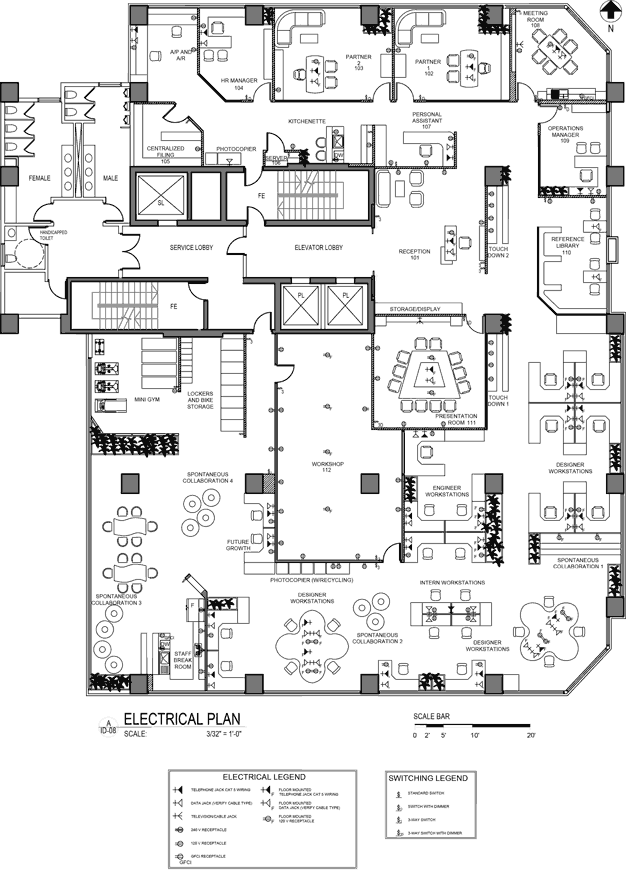 MEETING
ROOM
108
N
A/P AND
A/R
PARTNER
2
103
PARTNER
1
102
HR MANAGER
104
KITCHENETTE
PERSONAL
ASSISTANT
107
OPERATIONS
MANAGER
109
CENTRALIZED
FILING
105
PHOTOCOPIER
SERVER
106
DW
FEMALE
MALE
SL
FE
HANDICAPPED
TOILET
SERVICE LOBBY
ELEVATOR LOBBY
RECEPTION
101
TOUCH
DOWN 2
REFERENCE
LIBRARY
110
FE
PL
PL
STORAGE/DISPLAY
MINI GYM
LOCKERS
AND BIKE
STORAGE
PRESENTATION
ROOM 111
TOUCH
DOWN 1
WORKSHOP
112
DESIGNER
WORKSTATIONS
SPONTANEOUS
COLLABORATION 4
ENGINEER
WORKSTATIONS
FUTURE
GROWTH
SPONTANEOUS
COLLABORATION 1
PHOTOCOPIER (W/RECYCLING)
INTERN WORKSTATIONS
SPONTANEOUS
COLLABORATION 3
DESIGNER
WORKSTATIONS
SPONTANEOUS
COLLABORATION 2
DESIGNER
WORKSTATIONS
F
DW
STAFF
BREAK
ROOM
A
ID-08
ELECTRICAL PLAN
SCALE: 3/32" = 1'-0"
SCALE BAR
0 2' 5' 10' 20'
ELECTRICAL LEGEND
TELEPHONE JACK CAT 5 WIRING
DATA JACK (VERIFY CABLE TYPE)
TELEVISION/CABLE JACK
240 V RECEPTACLE
120 V RECEPTACLE
GFCI RECEPTACLE
GFCI
FLOOR MOUNTED
TELEPHONE JACK CAT 5 WIRING
FLOOR MOUNTED
DATA JACK (VERIFY CABLE TYPE)
FLOOR MOUNTED
120 V RECEPTACLE
SWITCHING LEGEND
STANDARD SWITCH
SWITCH WITH DIMMER
3-WAY SWITCH
3-WAY SWITCH WITH DIMMER